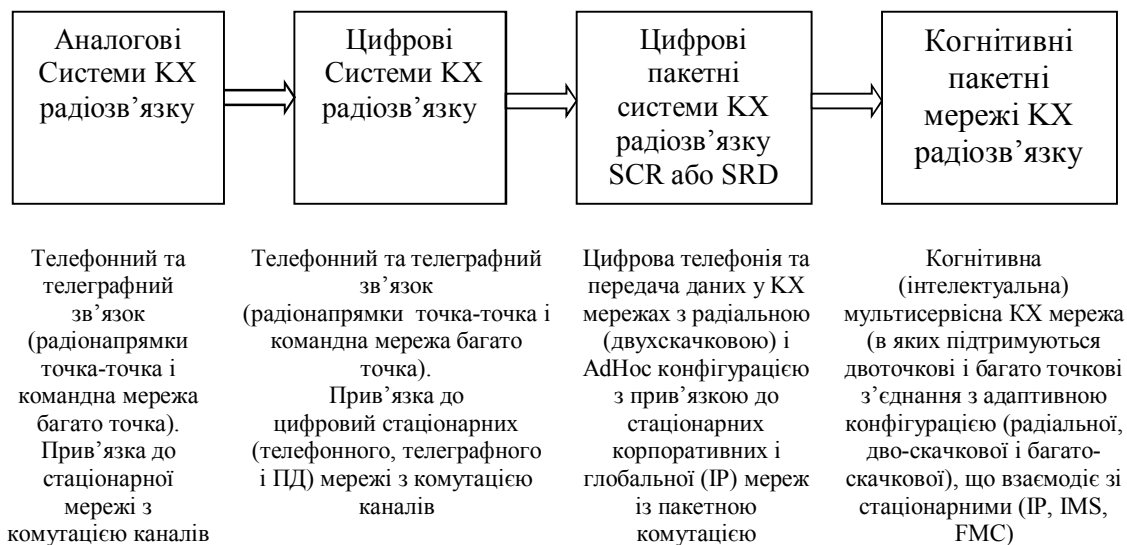 Аналогові
Системи КХ
радіозв’язку
Цифрові
Системи КХ
радіозв’язку
Цифрові
пакетні
системи КХ
радіозв’язку
SCR або SRD
Когнитивні
пакетні
мережі КХ
радіозв’язку
Телефонний та
телеграфний
зв’язок
(радіонапрямки
точка-точка і
командна мережа
багато точка).
Прив’язка до
стаціонарної
мережі з
комутацією каналів
Телефонний та телеграфний
зв’язок
(радіонапрямки точка-точка і
командна мережа багато
точка).
Прив’язка до
цифровий стаціонарних
(телефонного, телеграфного
і ПД) мережі з комутацією
каналів
Цифрова телефонія та
передача даних у КХ
мережах з радіальною
(двухскачковою) і
AdHoc конфігурацією
з прив’язкою до
стаціонарних
корпоративних і
глобальної (IP) мереж
із пакетною
комутацією
Когнитивна
(інтелектуальна)
мультисервісна КХ мережа
(в яких підтримуються
двоточкові і багато точкові
з’єднання з адаптивною
конфігурацією (радіальної,
дво-скачкової і багато-
скачкової), що взаємодіє зі
стаціонарними (IP, IMS,
FMC)